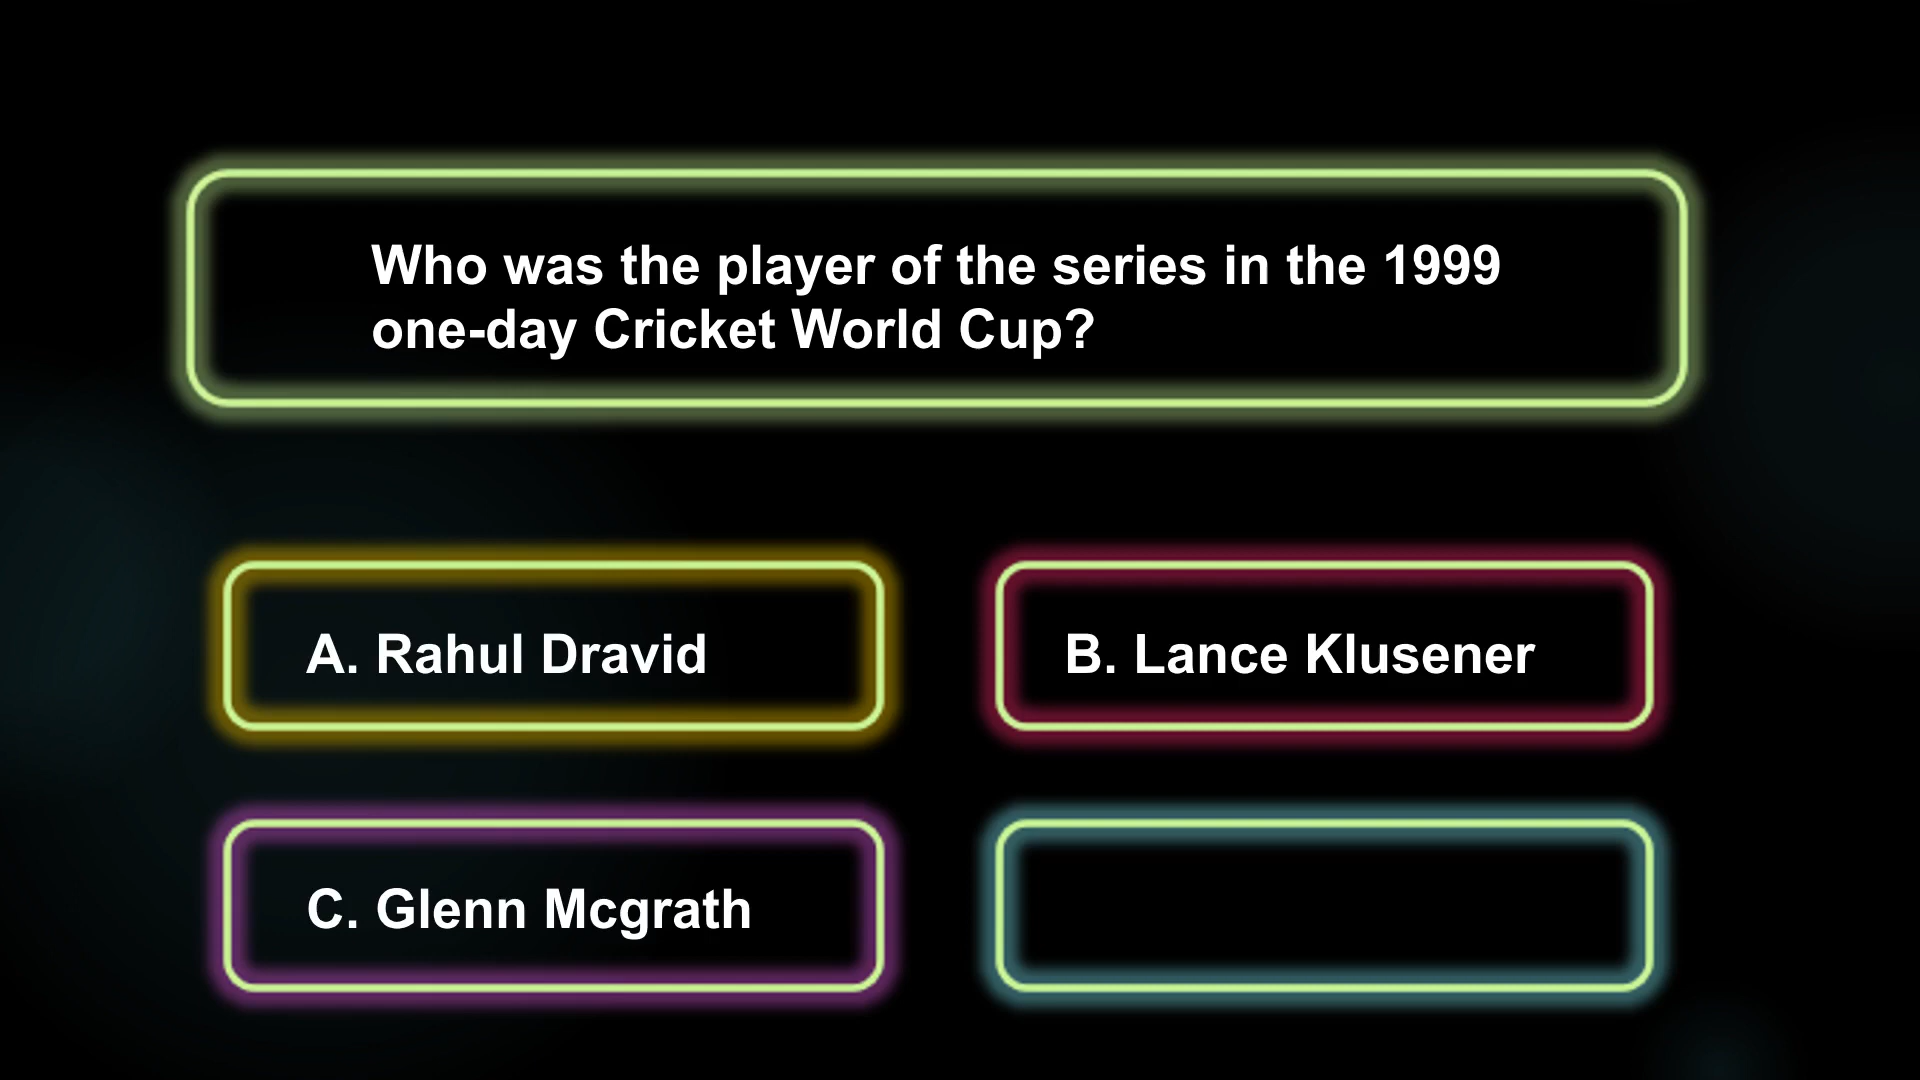 Who was the player of the series in the 1999
one-day Cricket World Cup?
A. Rahul Dravid
B. Lance Klusener
C. Glenn Mcgrath